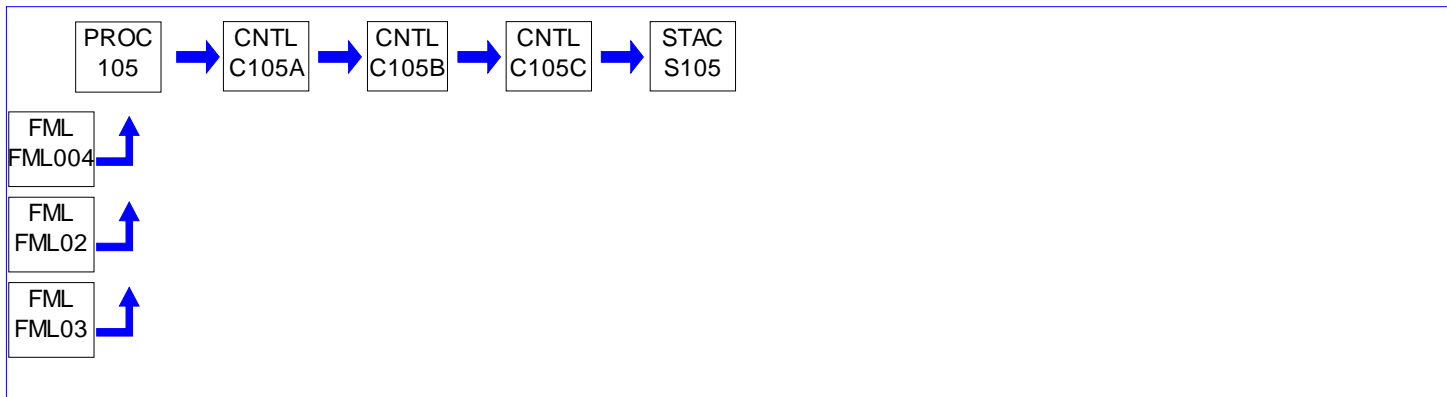 PROC
105
CNTL
C105A
CNTL
C105B
CNTL
C105C
STAC
S105
FML
FML004
FML
FML02
FML
FML03